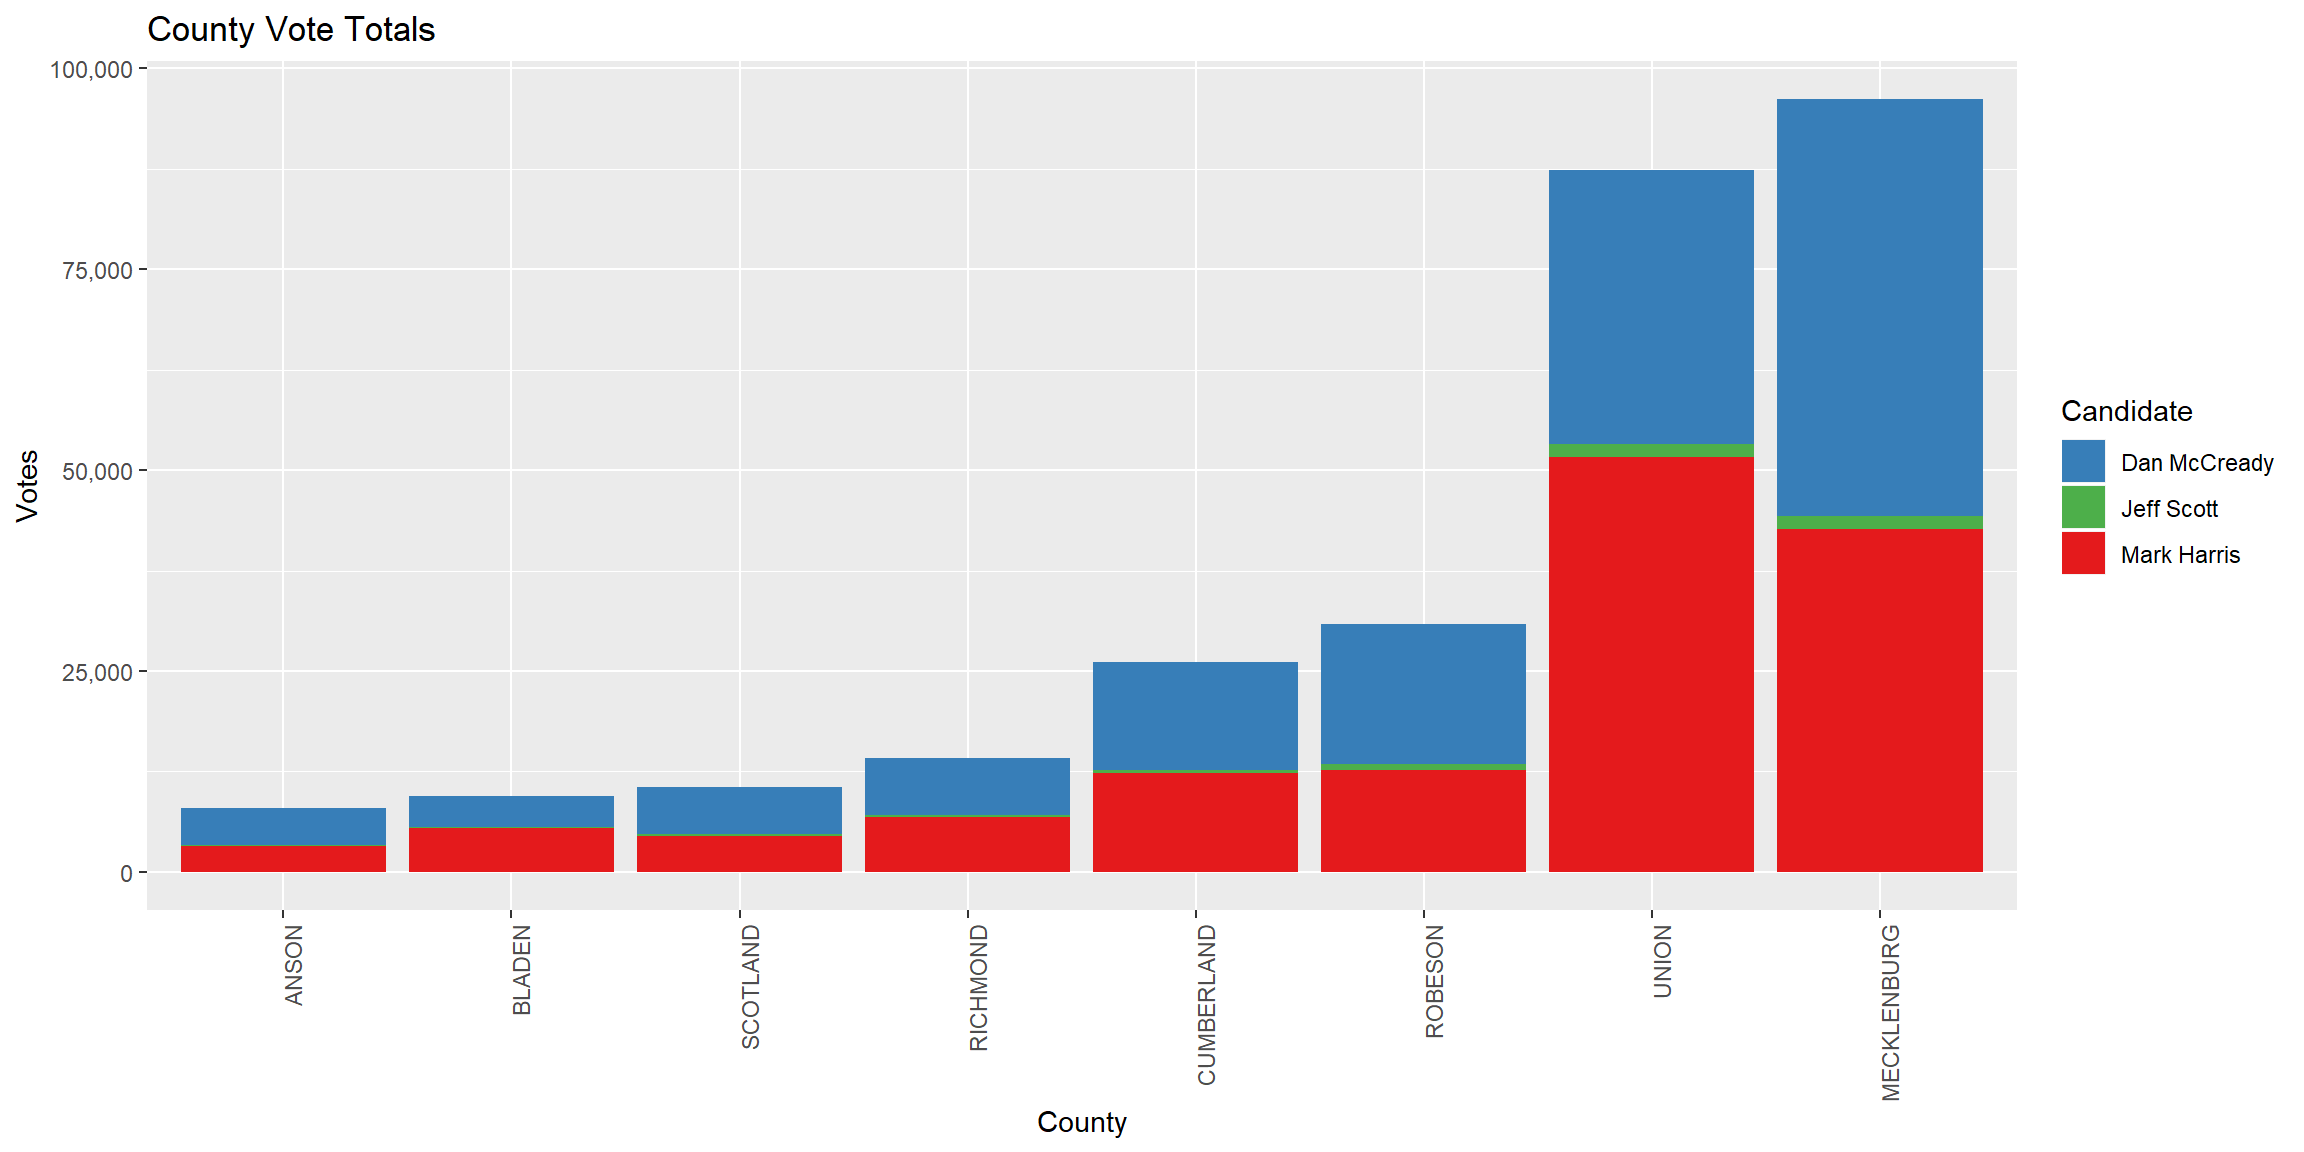 County Vote Totals
100,000
75,000
50,000
25,000
0
Votes
ANSON
BLADEN
SCOTLAND
RICHMOND
CUMBERLAND
ROBESON
UNION
MECKLENBURG
County
Candidate
Dan McCready
Jeff Scott
Mark Harris